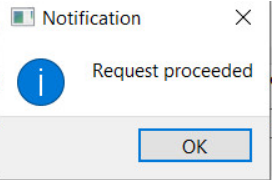 Notification
Request proceeded
OK